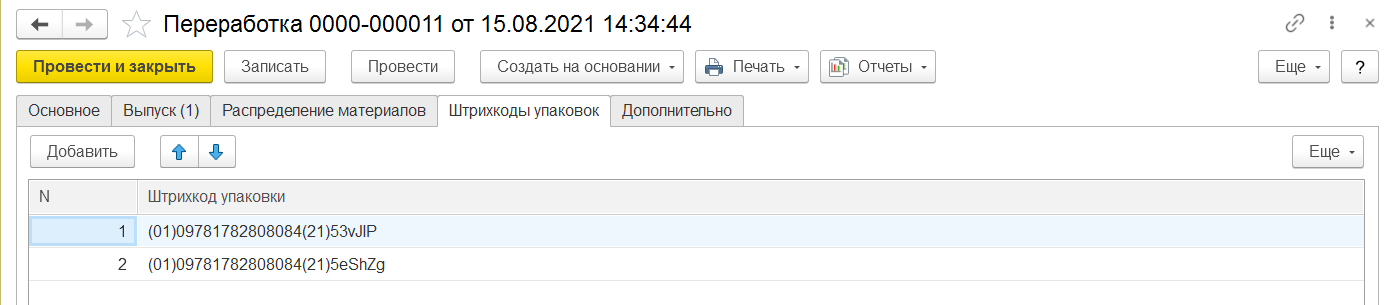 Переработка 0000-000011 от 15.08.2021 14:34:44
Провести и закрыть Записать Провести Создать на основании Печать Отчеты Еще ?
Основное Выпуск (1) Распределение материалов Штрихкоды упаковок Дополнительно
Добавить Еще
N Штрихкод упаковки
1 (01)09781782808084(21)53vJlP
2 (01)09781782808084(21)5eShZg